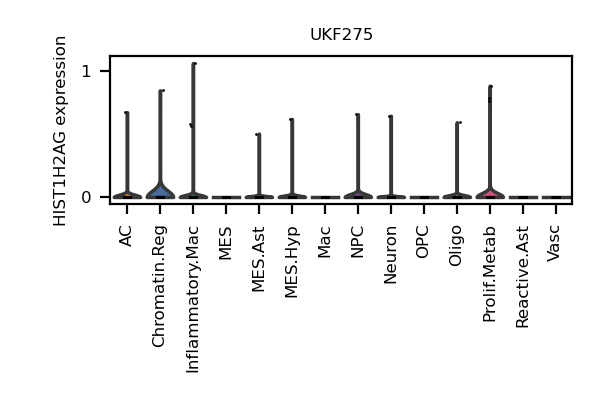 UKF275
HIST1H2AG expression
1
0
AC
Chromatin.Reg
Inflammatory.Mac
MES
MES.Ast
MES.Hyp
Mac
NPC
Neuron
OPC
Oligo
Prolif.Metab
Reactive.Ast
Vasc